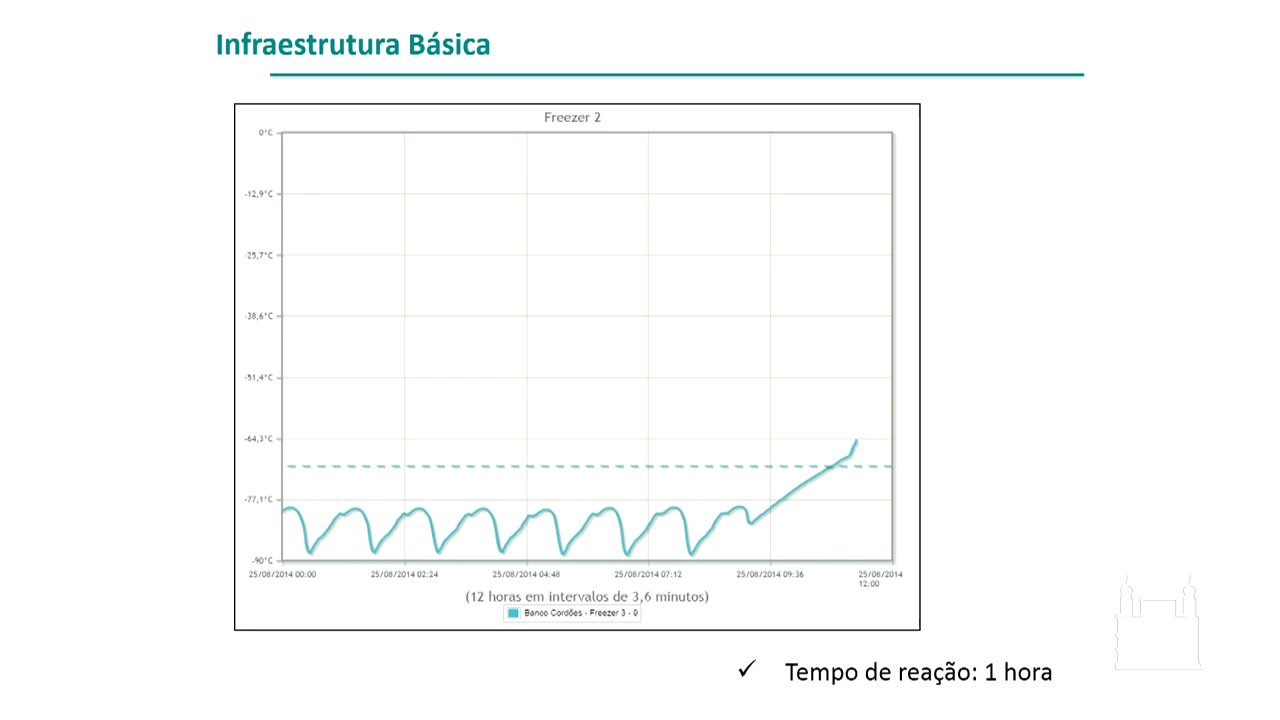 Infraestrutura Básica
Freezer 2
0°C
-12,9°C
-25,7°C
-38,6°C
-51,4°C
-64,3°C
-77,1°C
-90°C
25/08/2014 00:00
25/08/2014 02:24
25/08/2014 04:48
25/08/2014 07:12
25/08/2014 09:36
25/08/2014
12:00
(12 horas em intervalos de 3,6 minutos)
Banco Cordões - Freezer 3 - 0
✓ Tempo de reação: 1 hora